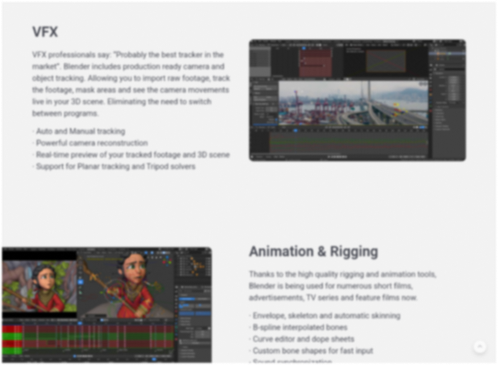 VFX
VFX professionals say: "Probably the best tracker in the
market". Blender includes production ready camera and
object tracking. Allowing you to import raw footage, track
the footage, mask areas and see the camera movements
live in your 3D scene. Eliminating the need to switch
between programs.
· Auto and Manual tracking
· Powerful camera reconstruction
· Real-time preview of your tracked footage and 3D scene
· Support for Planar tracking and Tripod solvers
Animation & Rigging
Thanks to the high quality rigging and animation tools,
Blender is being used for numerous short films,
advertisements, TV series and feature films now.
· Envelope, skeleton and automatic skinning
· B-spline interpolated bones
· Curve editor and dope sheets
· Custom bone shapes for fast input
· Sound synchronization